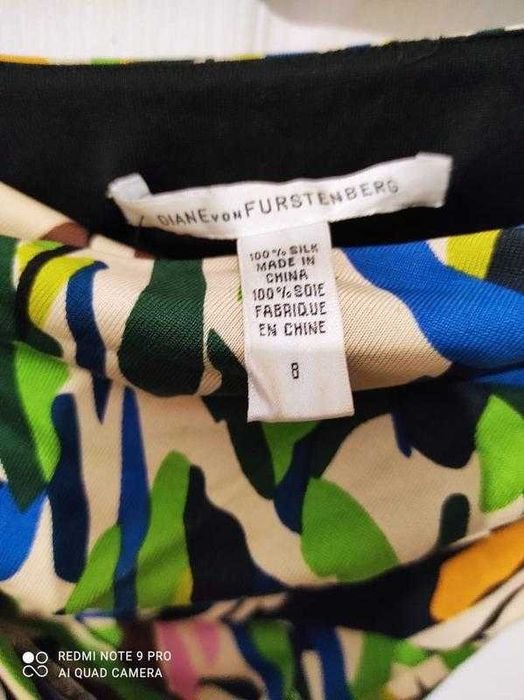 DIANE VON FURSTENBERG
100% SILK
MADE IN
CHINA
100% SOIE
FABRIQUE
EN CHINE
8
REDMI NOTE 9 PRO
AI QUAD CAMERA